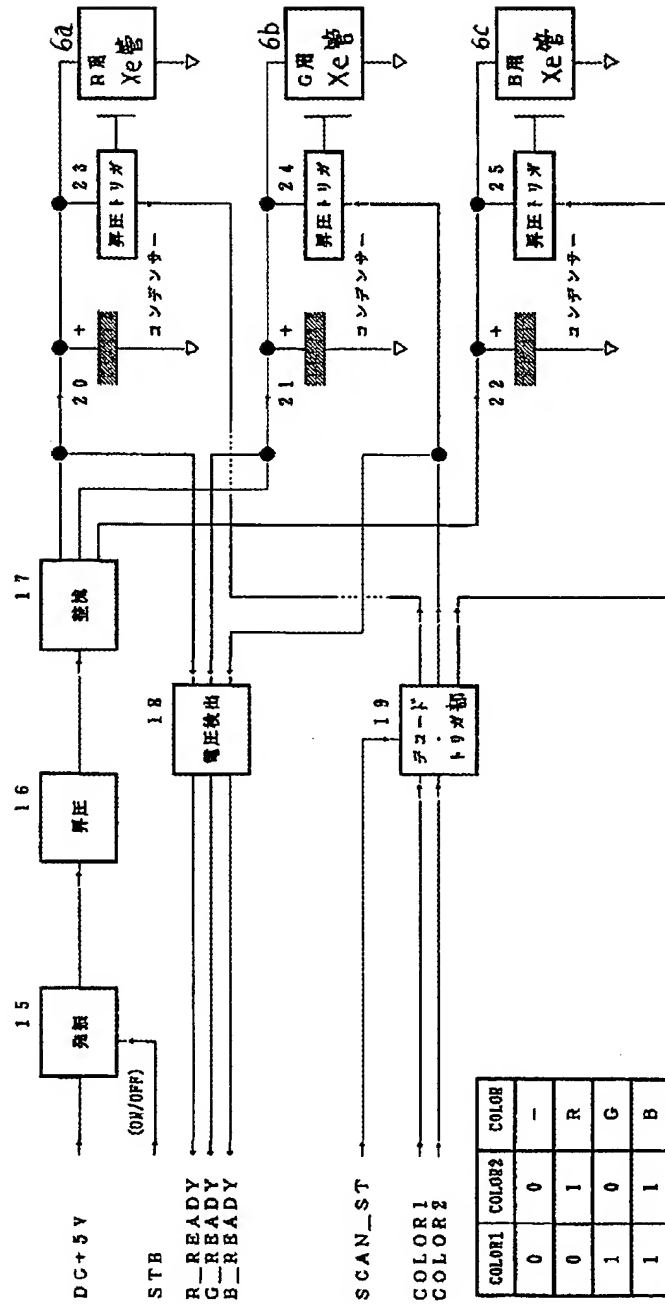 DC+5V
STB
(ON/OFF)
R_READY
G_READY
B_READY
SCAN_ST
COLOR1
COLOR2
15
発振
16
昇圧
17
整流
18
電圧検出
19
デコード
・
トリガ部
20
+
コンデンサー
23
昇圧トリガ
6a
R用
Xe管
21
+
コンデンサー
24
昇圧トリガ
6b
G用
Xe管
22
+
コンデンサー
25
昇圧トリガ
6c
B用
Xe管
COLOR1 COLOR2 COLOR
0 0 −
0 1 R
1 0 G
1 1 B